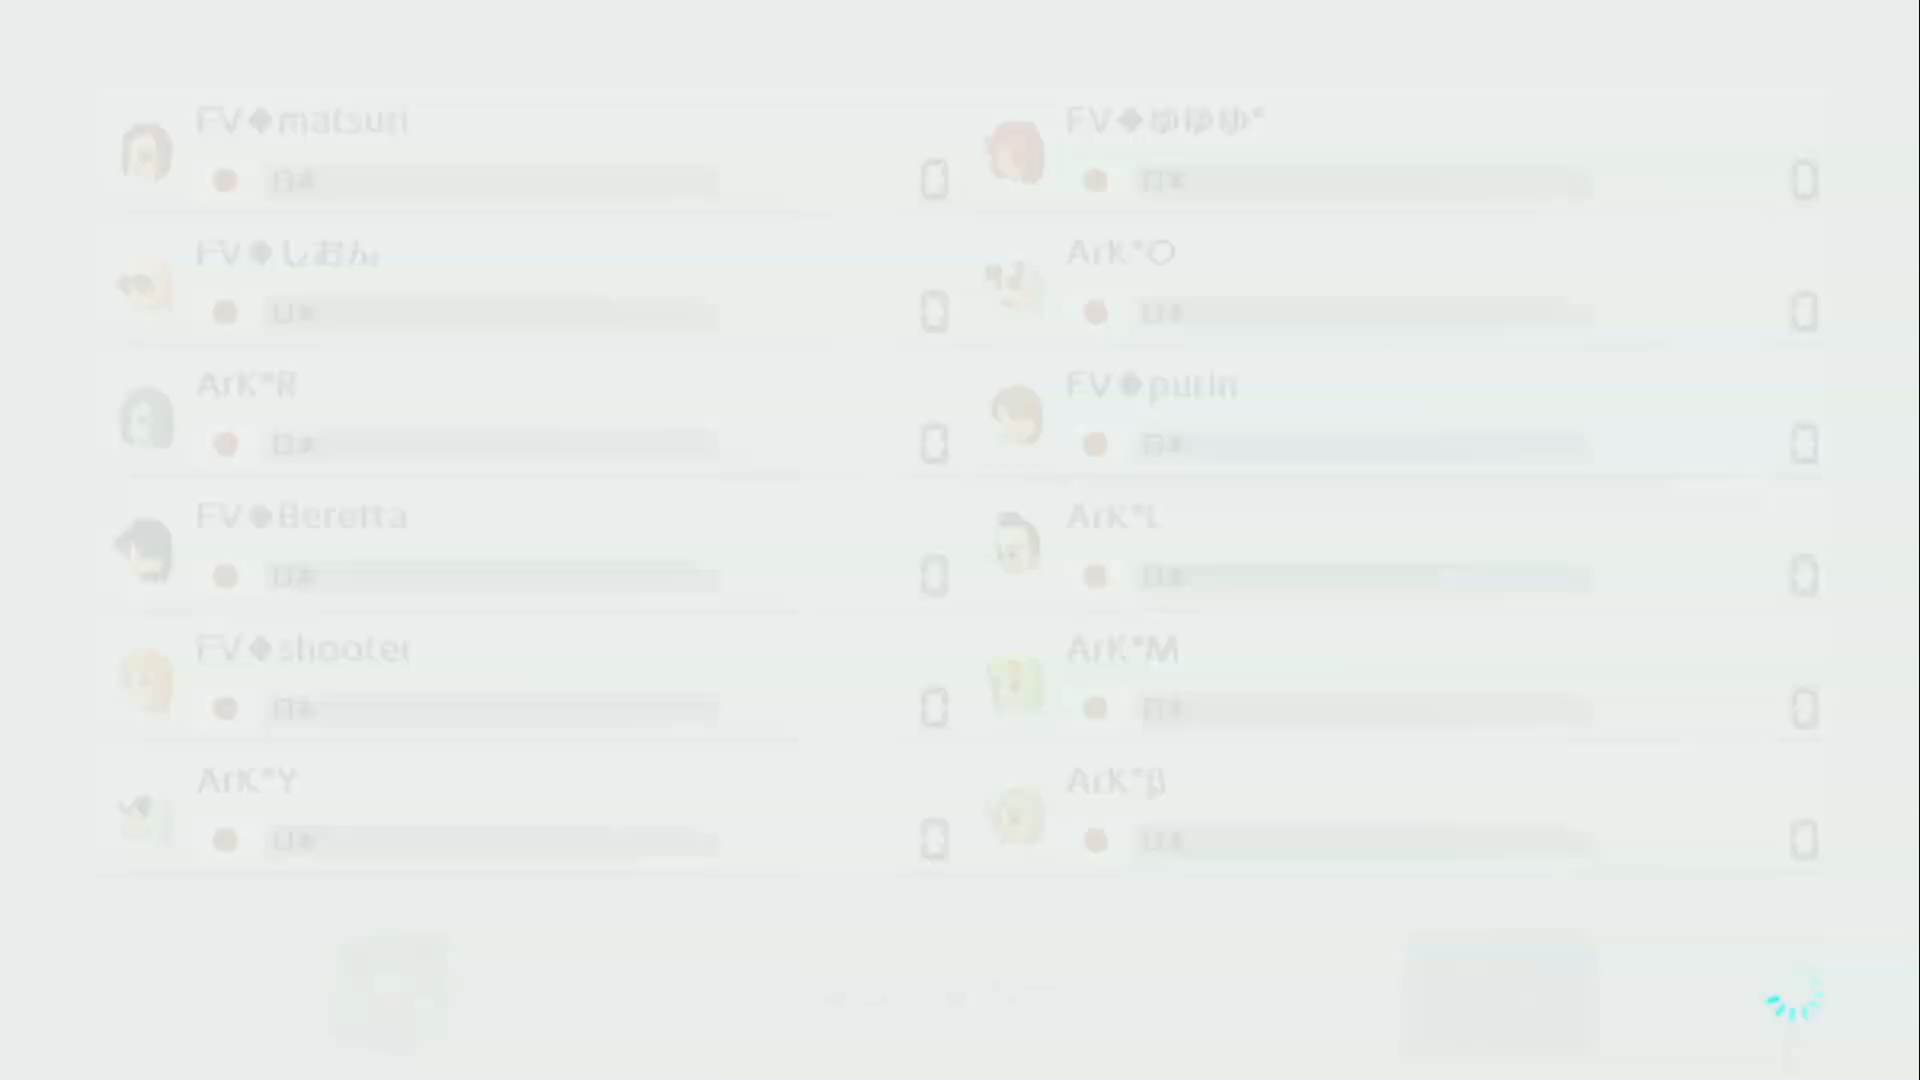 FV◆matsuri
日本
FV◆ゆゆゆ*
日本
FV◆しおん
日本
ArK*O
日本
ArK*R
日本
FV◆purin
日本
FV◆Beretta
日本
ArK*L
日本
FV◆shooter
日本
ArK*M
日本
ArK*Y
日本
ArK*β
日本